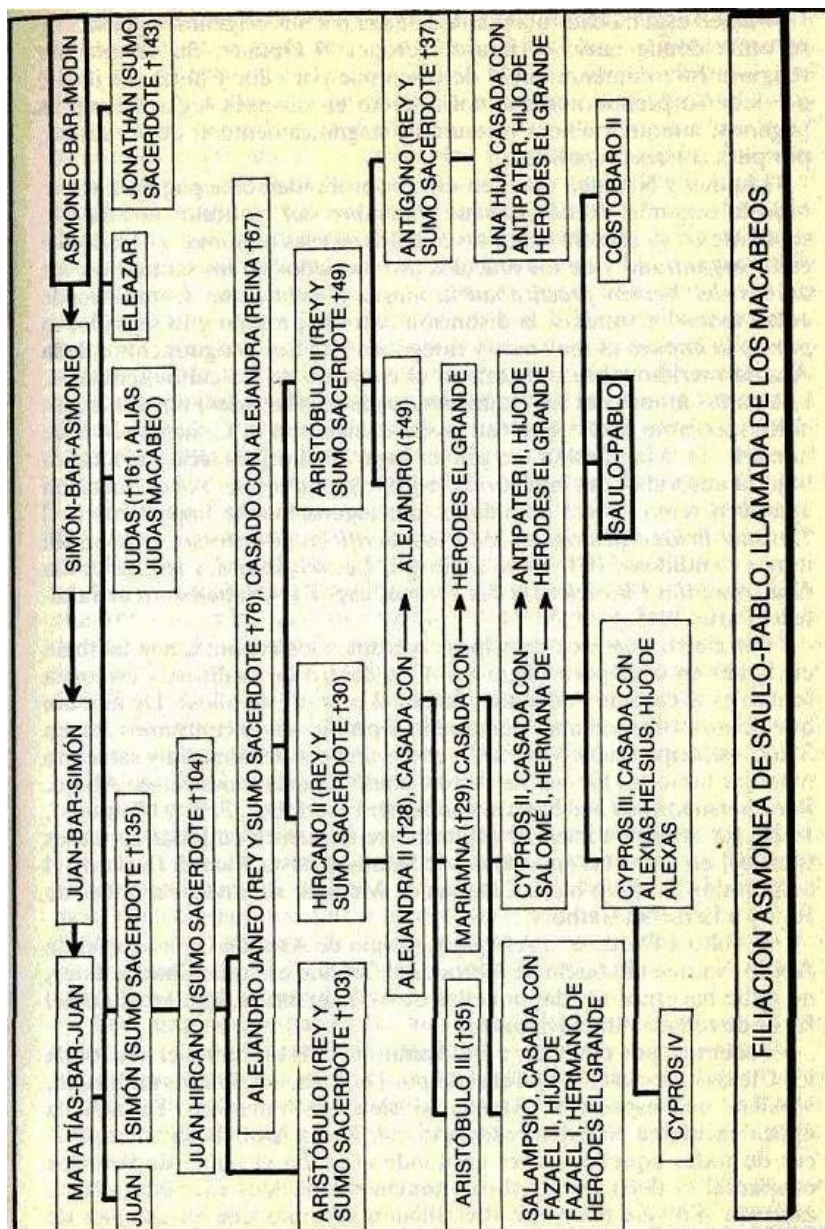 MATATÍAS-BAR-JUAN
JUAN-BAR-SIMÓN
SIMÓN-BAR-ASMONEO
ASMONEO-BAR-MODIN
JUAN
SIMÓN (SUMO SACERDOTE †135)
JUDAS (†161, ALIAS
JUDAS MACABEO)
ELEAZAR
JONATHAN (SUMO
SACERDOTE †143)
JUAN HIRCANO I (SUMO SACERDOTE †104)
ALEJANDRO IANEO (REY Y SUMO SACERDOTE †76) CASADO CON ALEJANDRA (REINA †67)
ARISTÓBULO I (REY Y
SUMO SACERDOTE †103)
HIRCANO II (REY Y
SUMO SACERDOTE †30)
ARISTÓBULO II (REY Y
SUMO SACERDOTE †49)
ALEJANDRA (†28), CASADA CON
ALEJANDRO (†49)
ANTÍGONO (REY Y
SUMO SACERDOTE †37)
ARISTÓBULO (†35)
MARIAMNA (†29), CASADA CON
HERODES EL GRANDE
UNA HIJA, CASADA CON
ANTIPATER, HIJO DE
HERODES EL GRANDE
SALAMPSIO, CASADA CON
FAZAEL II, HIJO DE
FAZAEL I, HERMANO DE
HERODES EL GRANDE
CYPROS II, CASADA CON
SALOMÉ, HERMANA DE
ANTIPATER II, HIJO DE
HERODES EL GRANDE
CYPROS IV
CYPROS III, CASADA CON
ALEXIAS HELSIUS, HIJO DE
ALEXAS
SAULO-PABLO
COSTOBARO II
FILIACIÓN ASMÓNEA DE SAULO-PABLO, LLAMADA DE LOS MACABEOS